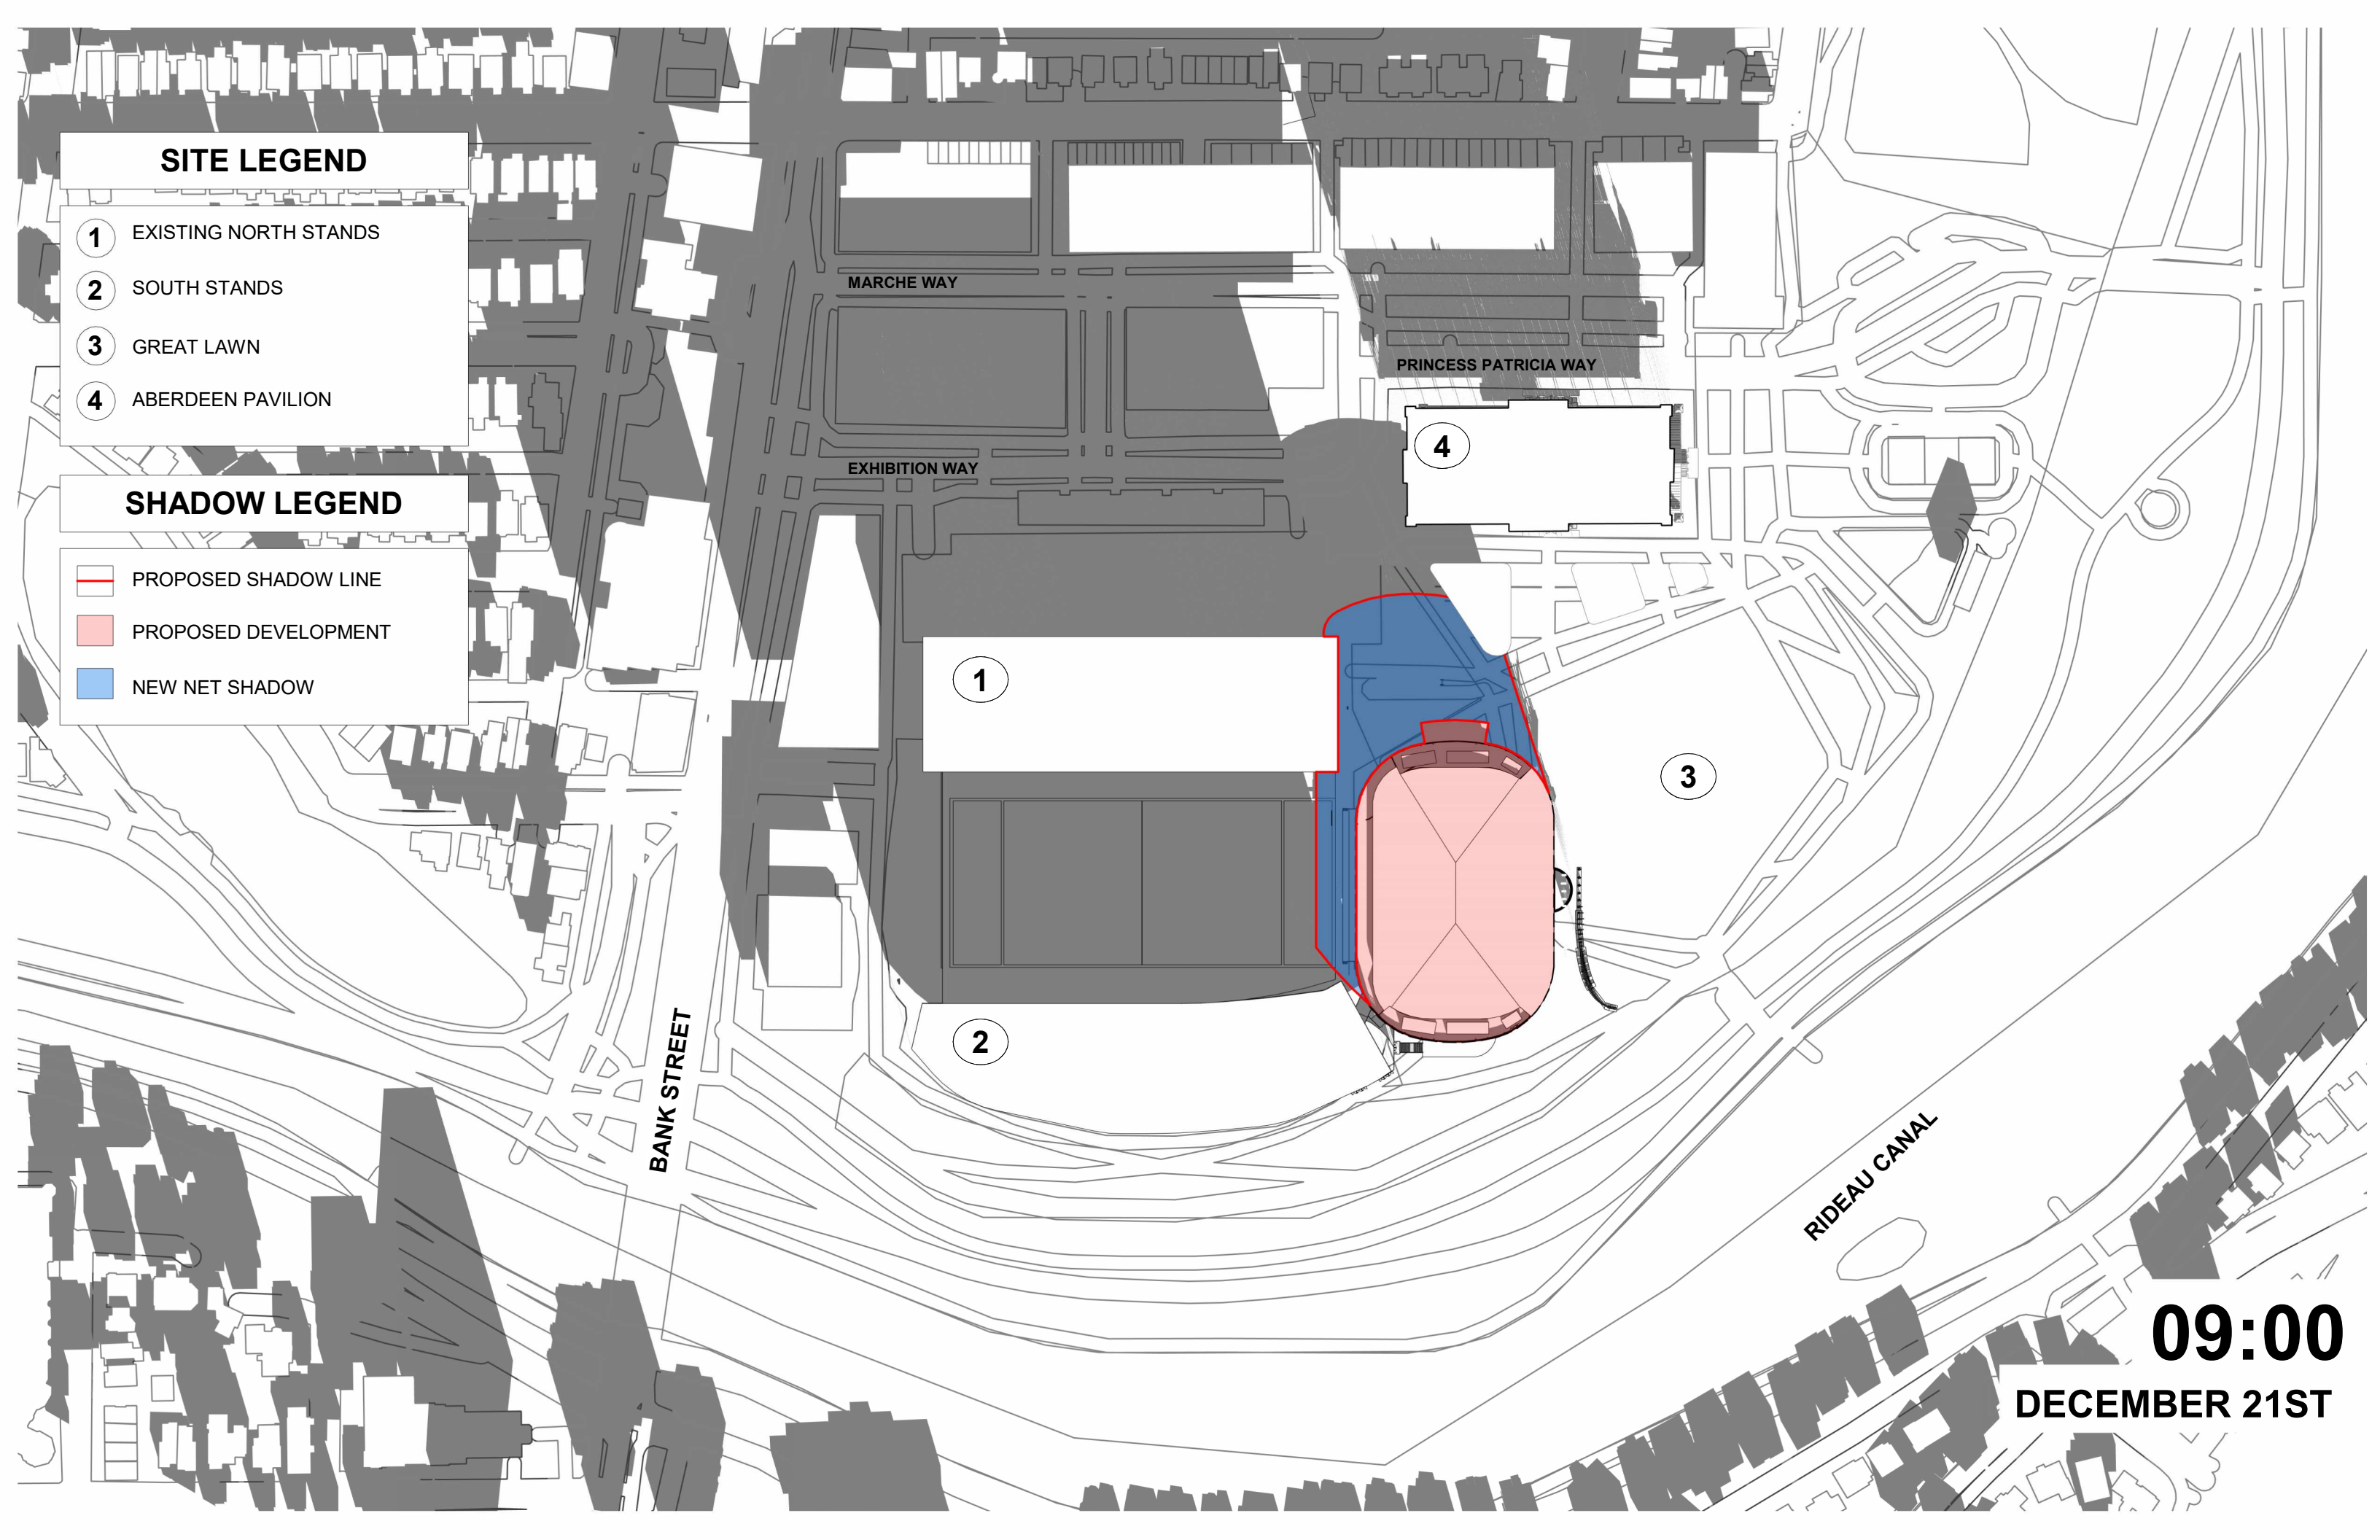 SITE LEGEND
1 EXISTING NORTH STANDS
2 SOUTH STANDS
3 GREAT LAWN
4 ABERDEEN PAVILION
SHADOW LEGEND
PROPOSED SHADOW LINE
PROPOSED DEVELOPMENT
NEW NET SHADOW
MARCHE WAY
PRINCESS PATRICIA WAY
4
EXHIBITION WAY
1
3
2
BANK STREET
RIDEAU CANAL
09:00
DECEMBER 21ST